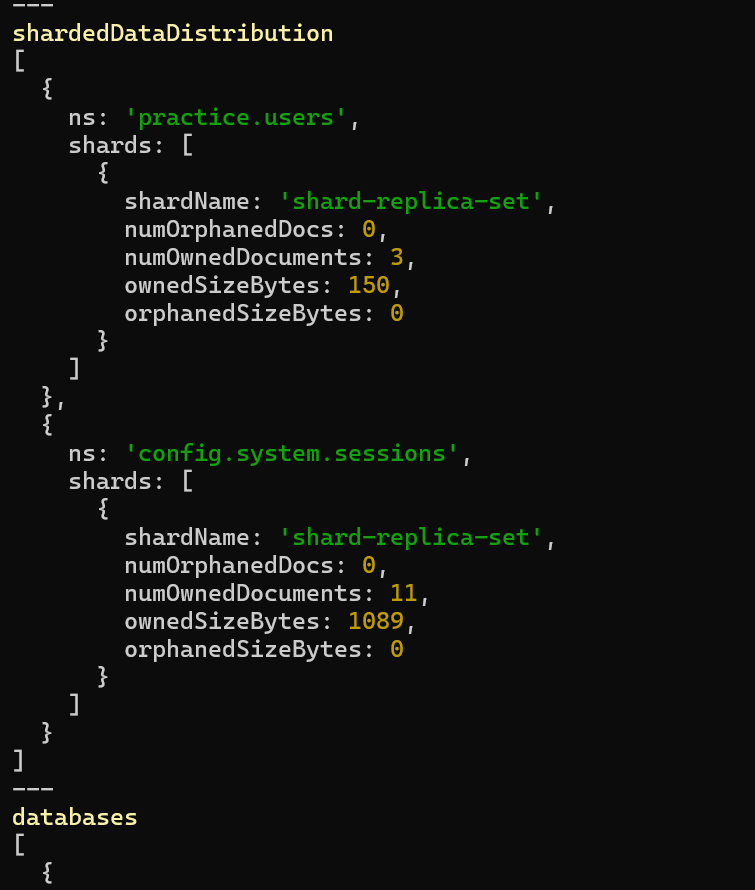 ---
shardedDataDistribution
[
  {
    ns: 'practice.users',
    shards: [
      {
        shardName: 'shard-replica-set',
        numOrphanedDocs: 0,
        numOwnedDocuments: 3,
        ownedSizeBytes: 150,
        orphanedSizeBytes: 0
      }
    ]
  },
  {
    ns: 'config.system.sessions',
    shards: [
      {
        shardName: 'shard-replica-set',
        numOrphanedDocs: 0,
        numOwnedDocuments: 11,
        ownedSizeBytes: 1089,
        orphanedSizeBytes: 0
      }
    ]
  }
]
---
databases
[
  {